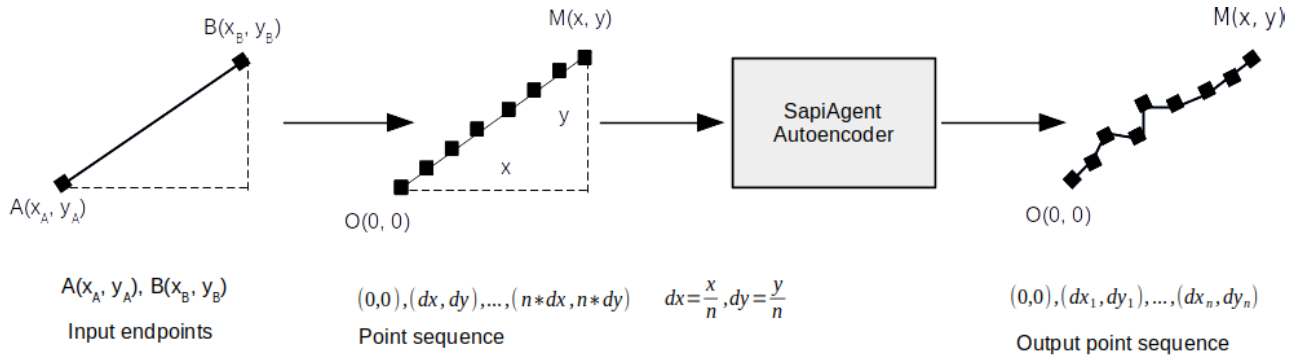 B(x_B, y_B)
A(x_A, y_A)
A(x_A, y_A), B(x_B, y_B)
Input endpoints
M(x, y)
y
x
O(0, 0)
(0,0),(dx,dy),...,(n*dx,n*dy) dx=x/n,dy=y/n
Point sequence
SapiAgent
Autoencoder
M(x, y)
O(0, 0)
(0,0),(dx_1,dy_1),...,(dx_n,dy_n)
Output point sequence